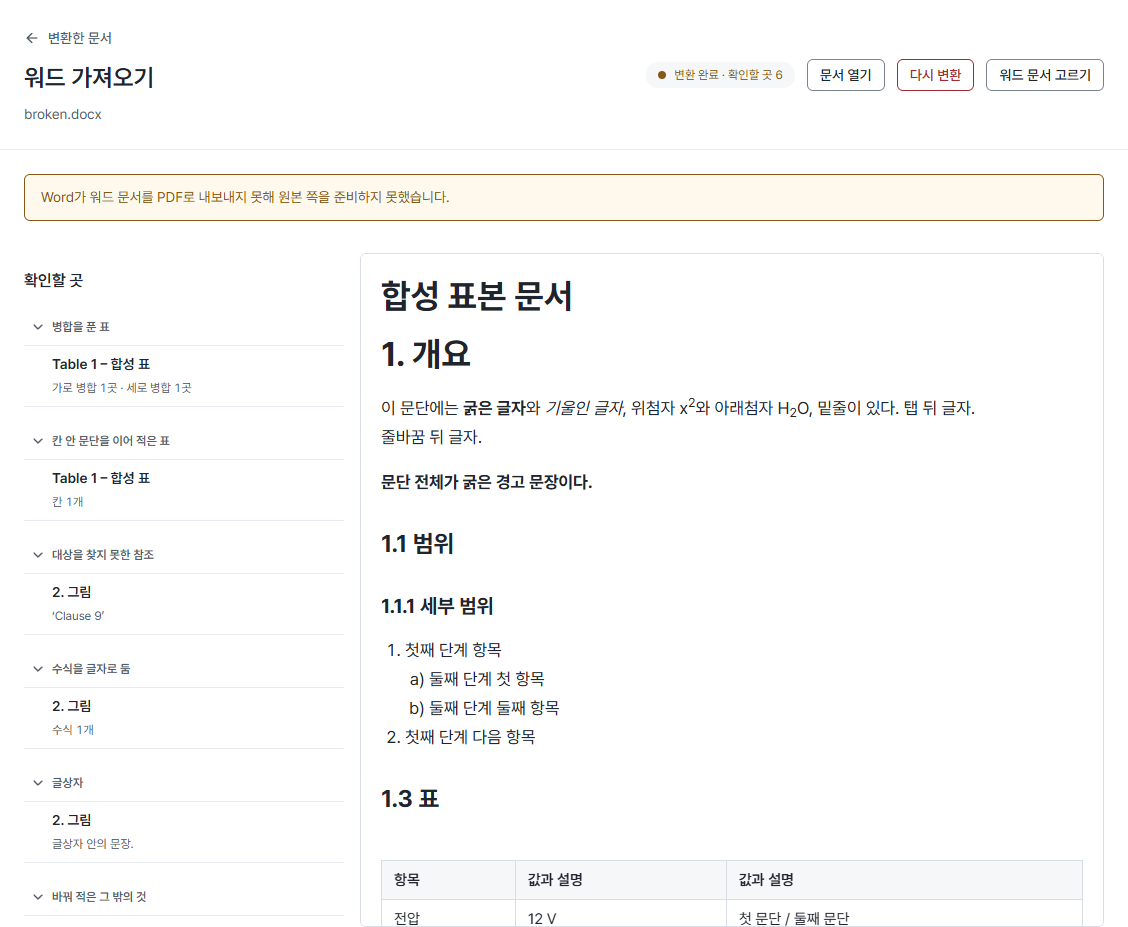 변환한 문서
워드 가져오기
broken.docx
변환 완료 · 확인할 곳 6
문서 열기
다시 변환
워드 문서 고르기
Word가 워드 문서를 PDF로 내보내지 못해 원본 쪽을 준비하지 못했습니다.
확인할 곳
병합을 푼 표
Table 1 – 합성 표
가로 병합 1곳 · 세로 병합 1곳
칸 안 문단을 이어 적은 표
Table 1 – 합성 표
칸 1개
대상을 찾지 못한 참조
2. 그림
‘Clause 9’
수식을 글자로 둠
2. 그림
수식 1개
글상자
2. 그림
글상자 안의 문장.
바꿔 적은 그 밖의 것
합성 표본 문서
1. 개요
이 문단에는 굵은 글자와 기울인 글자, 위첨자 x²와 아래첨자 H₂O, 밑줄이 있다. 탭 뒤 글자.
줄바꿈 뒤 글자.
문단 전체가 굵은 경고 문장이다.
1.1 범위
1.1.1 세부 범위
1. 첫째 단계 항목
a) 둘째 단계 첫 항목
b) 둘째 단계 둘째 항목
2. 첫째 단계 다음 항목
1.3 표
항목 값과 설명 값과 설명
전압 12 V 첫 문단 / 둘째 문단